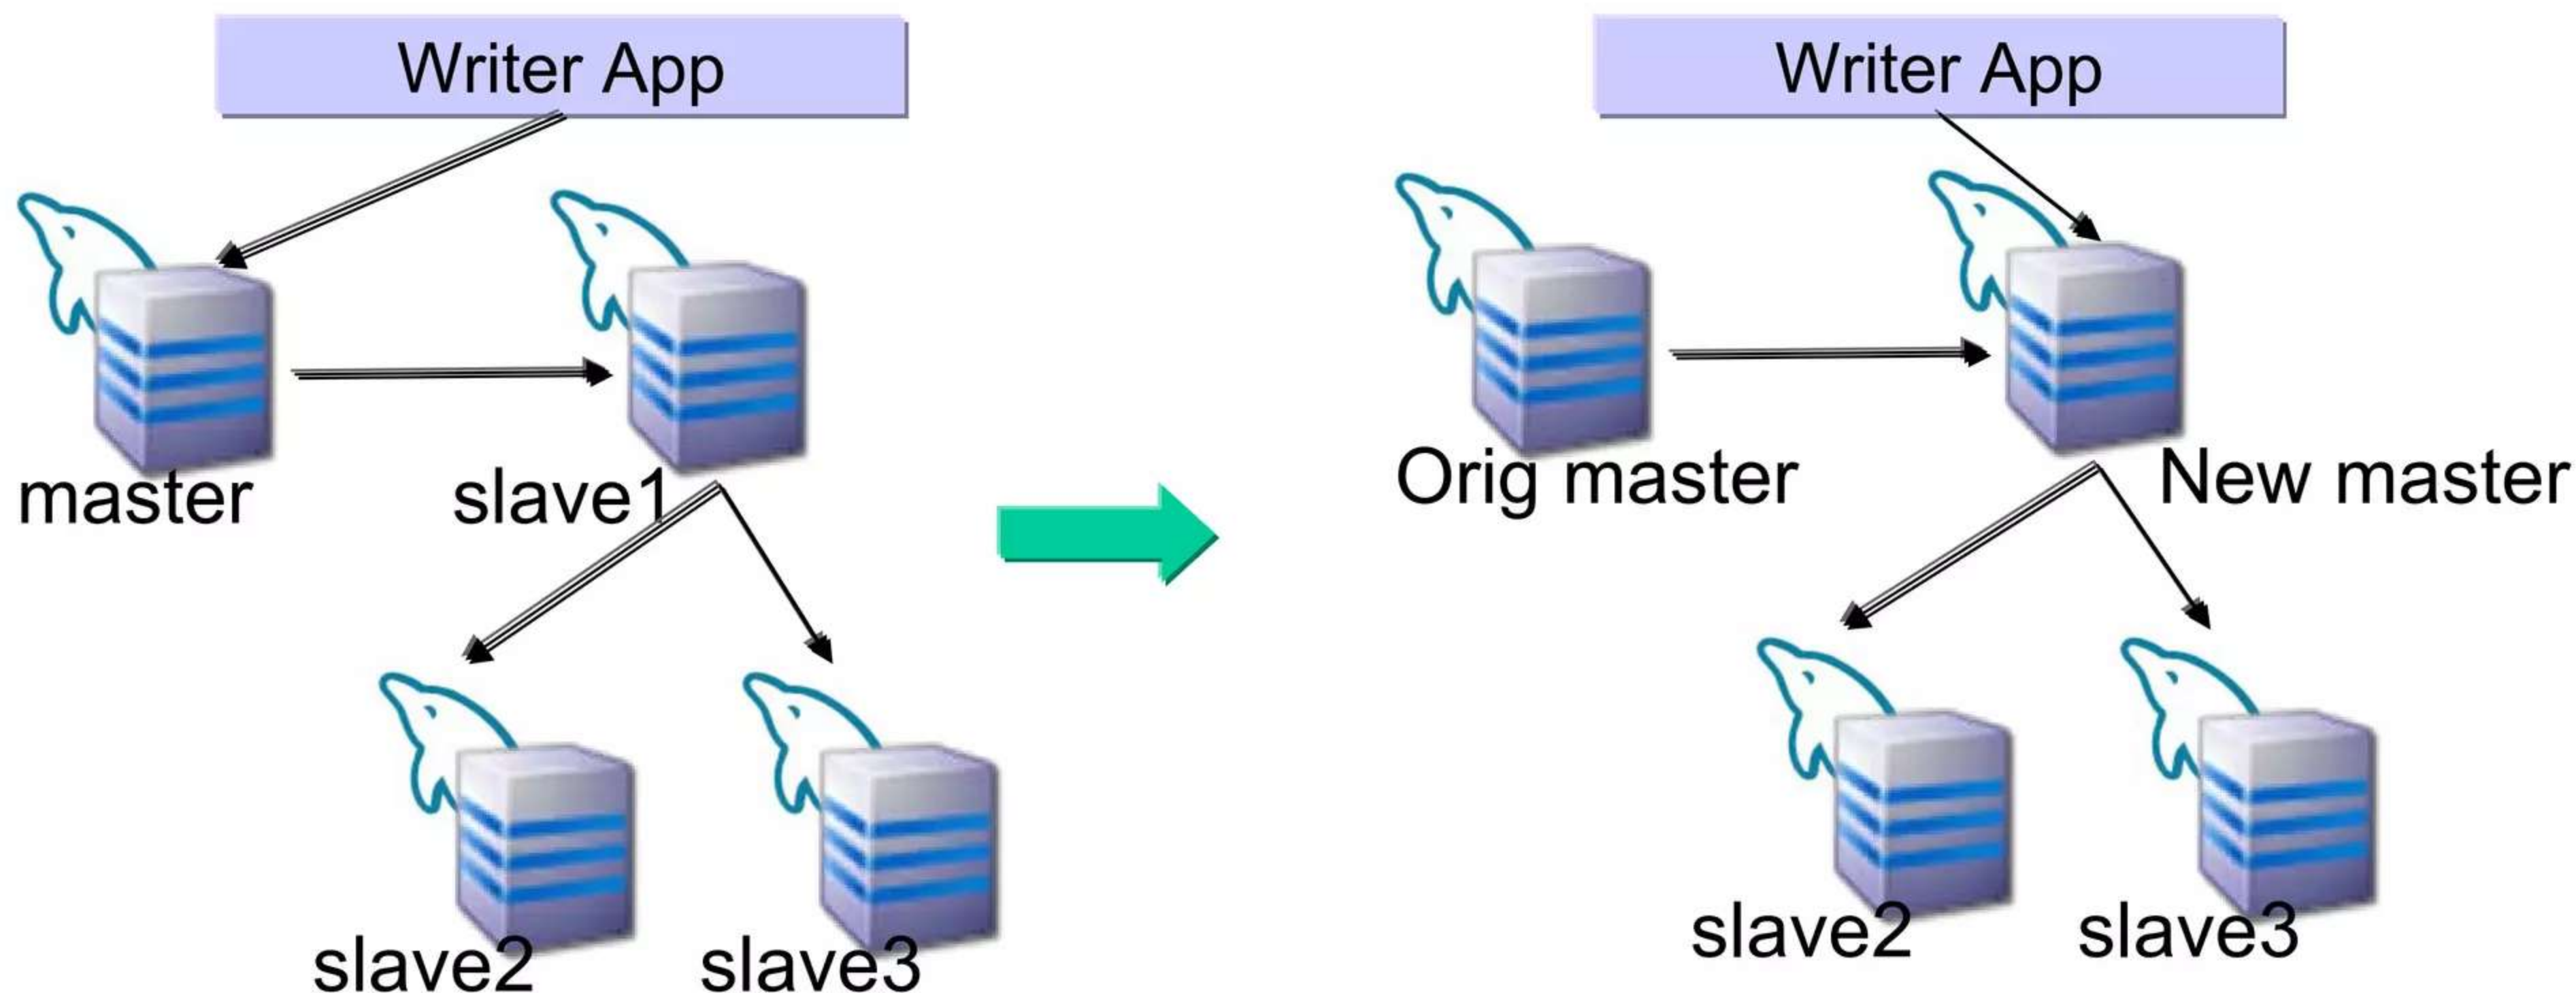 Writer App
master
slave1
slave2
slave3
Writer App
Orig master
New master
slave2
slave3